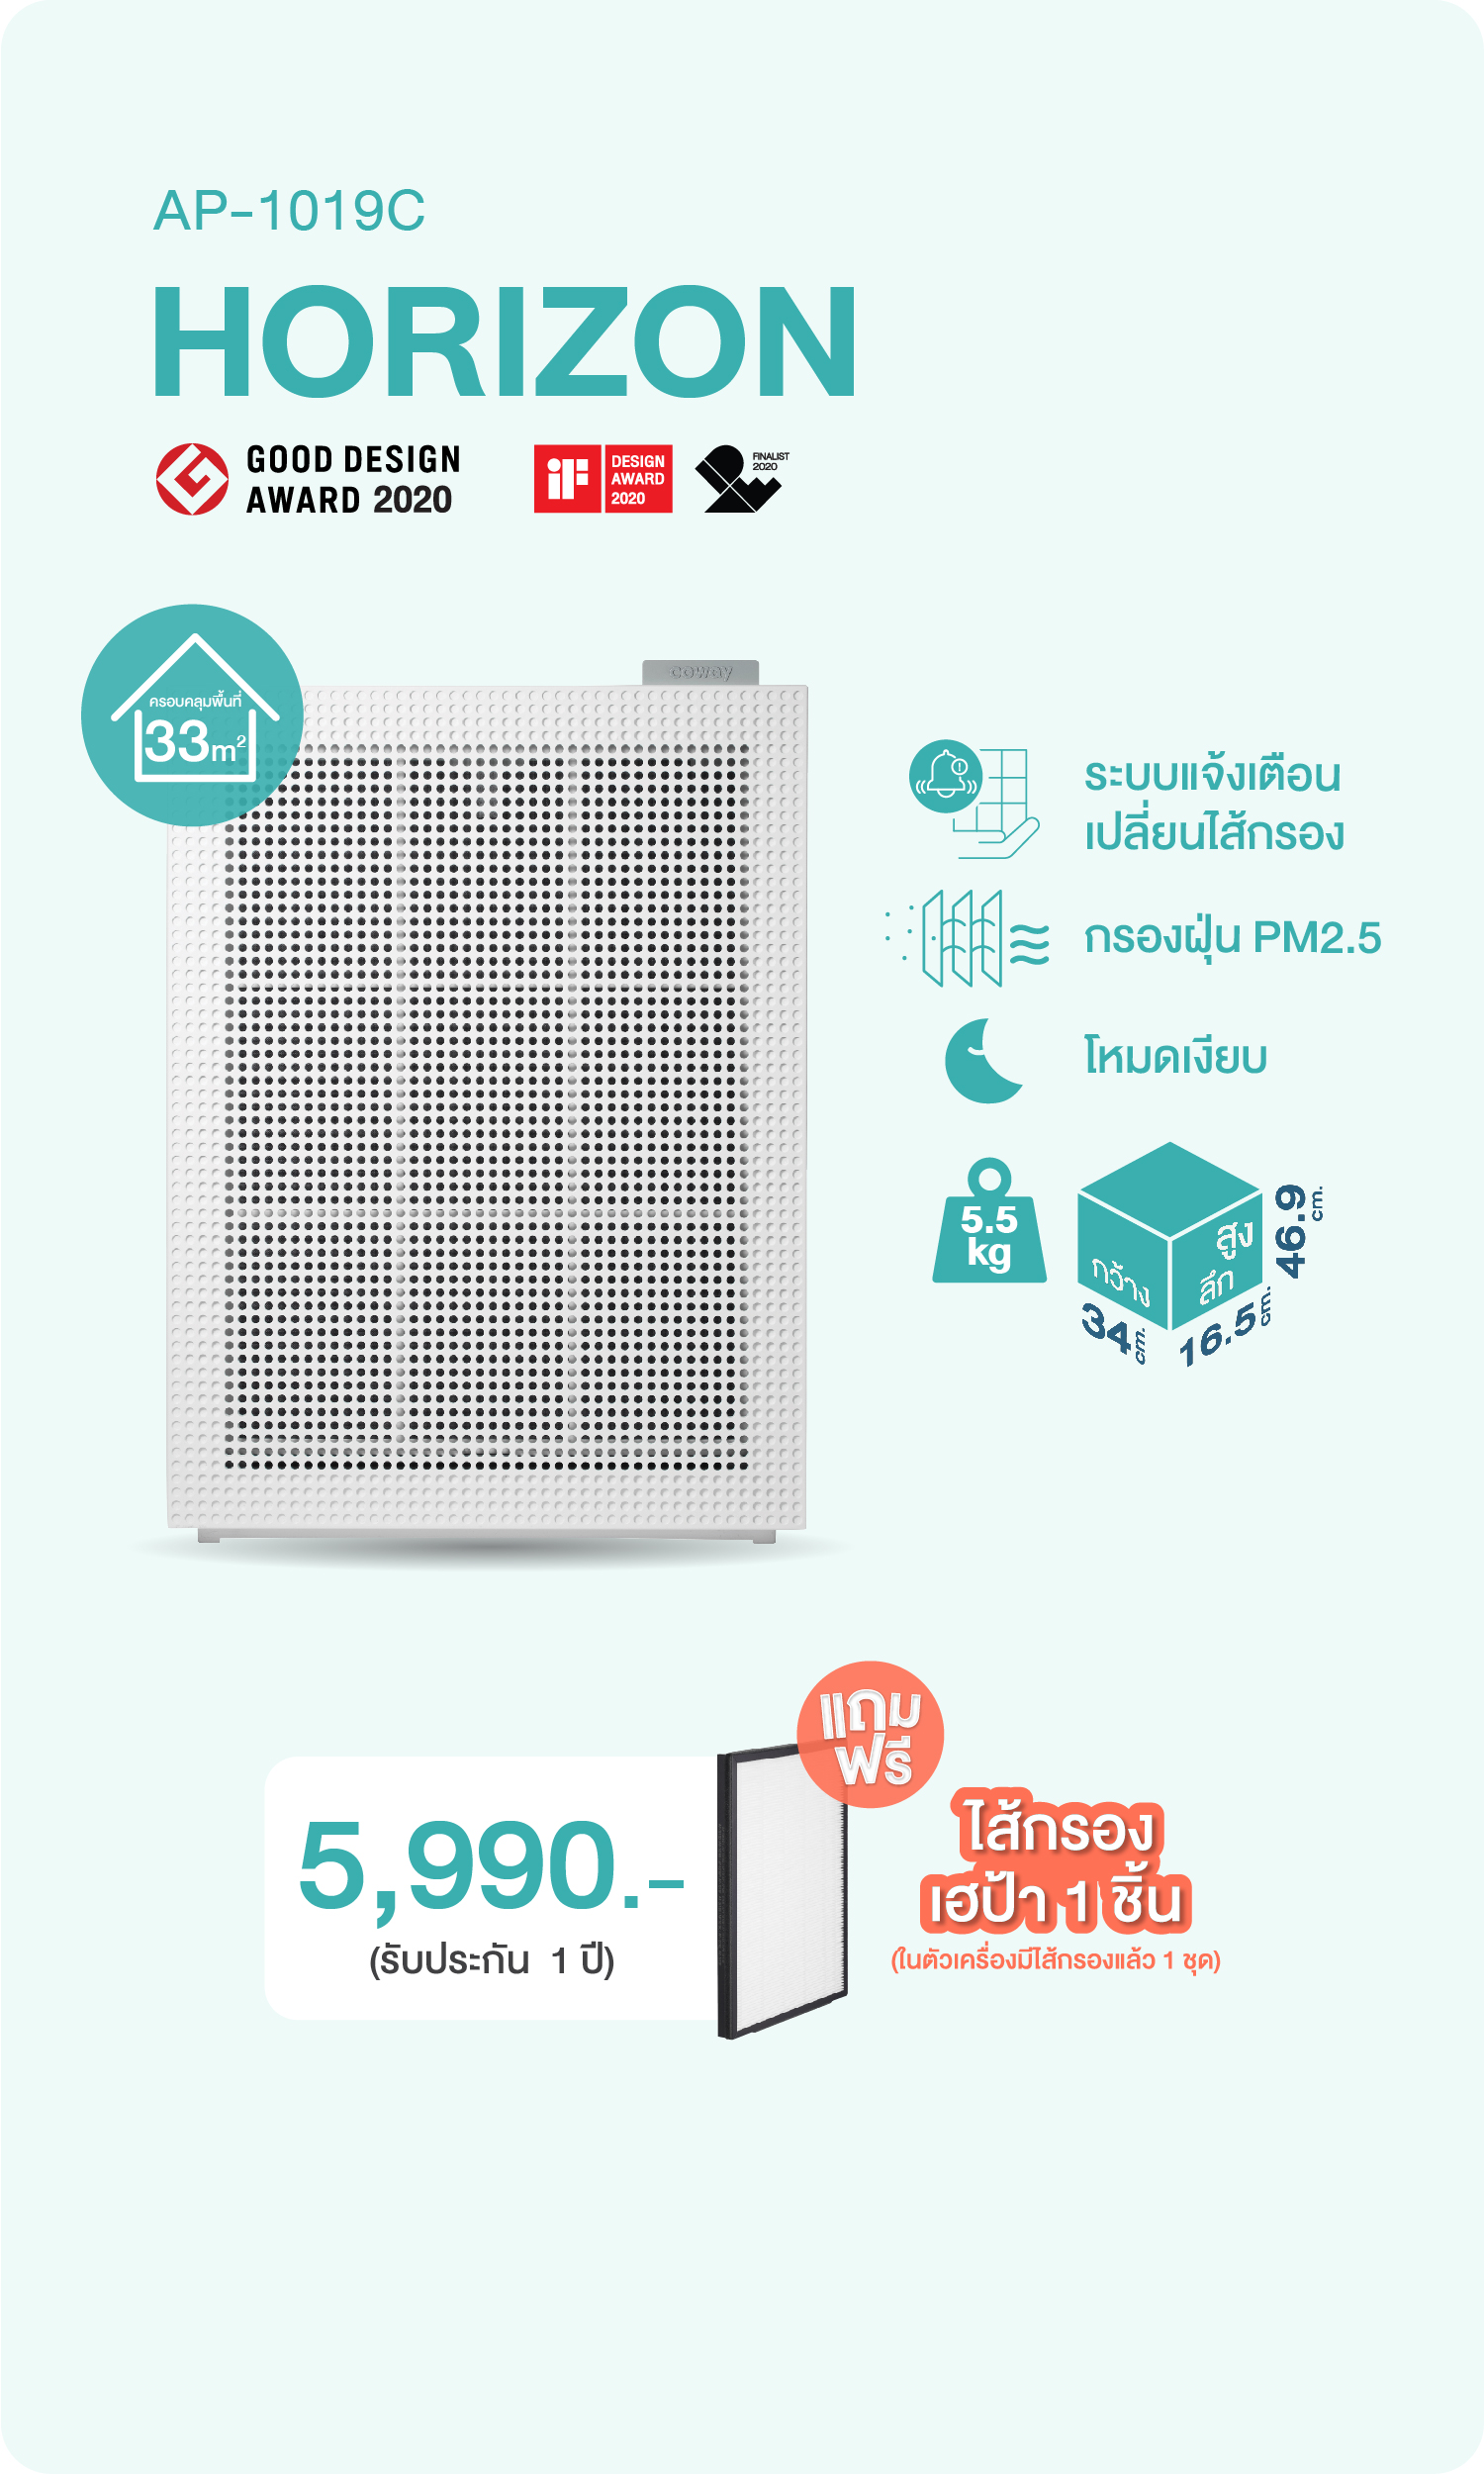 AP-1019C
HORIZON
GOOD DESIGN
AWARD 2020
iF
DESIGN
AWARD
2020
FINALIST
2020
ครอบคลุมพื้นที่
33m²
coway
ระบบแจ้งเตือน
เปลี่ยนไส้กรอง
กรองฝุ่น PM2.5
โหมดเงียบ
5.5
kg
กว้าง
34 cm.
ลึก
16.5 cm.
สูง
46.9 cm.
5,990.-
(รับประกัน 1 ปี)
แถม
ฟรี
ไส้กรอง
เฮป้า 1 ชิ้น
(ในตัวเครื่องมีไส้กรองแล้ว 1 ชุด)